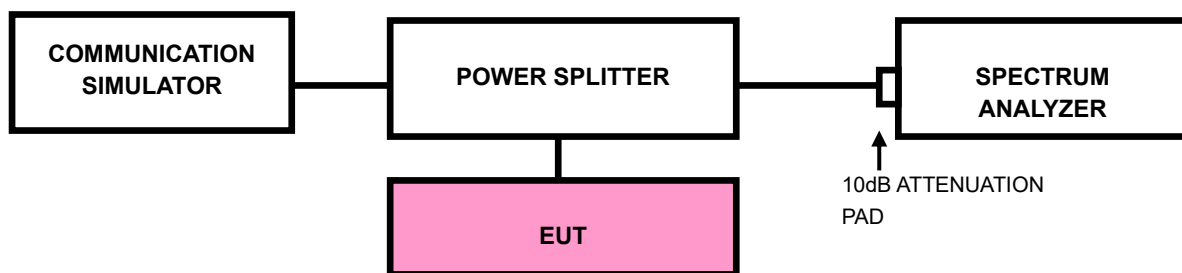 COMMUNICATION
SIMULATOR
POWER SPLITTER
SPECTRUM
ANALYZER
10dB ATTENUATION
PAD
EUT